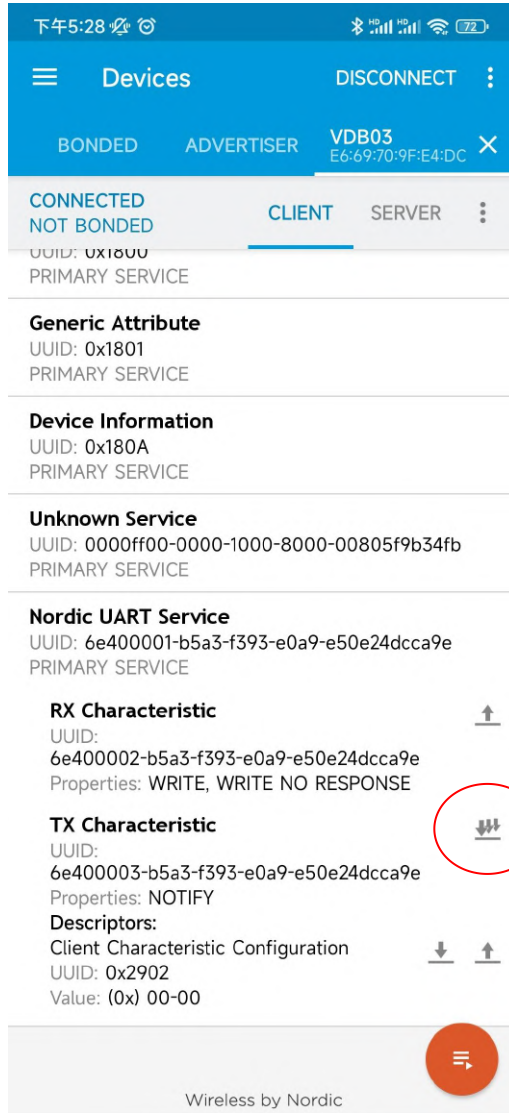 下午5:28
72
Devices
DISCONNECT
BONDED
ADVERTISER
VDB03
E6:69:70:9F:E4:DC
CONNECTED
NOT BONDED
CLIENT
SERVER
UUID: 0x1800
PRIMARY SERVICE
Generic Attribute
UUID: 0x1801
PRIMARY SERVICE
Device Information
UUID: 0x180A
PRIMARY SERVICE
Unknown Service
UUID: 0000ff00-0000-1000-8000-00805f9b34fb
PRIMARY SERVICE
Nordic UART Service
UUID: 6e400001-b5a3-f393-e0a9-e50e24dcca9e
PRIMARY SERVICE
RX Characteristic
UUID:
6e400002-b5a3-f393-e0a9-e50e24dcca9e
Properties: WRITE, WRITE NO RESPONSE
TX Characteristic
UUID:
6e400003-b5a3-f393-e0a9-e50e24dcca9e
Properties: NOTIFY
Descriptors:
Client Characteristic Configuration
UUID: 0x2902
Value: (0x) 00-00
Wireless by Nordic